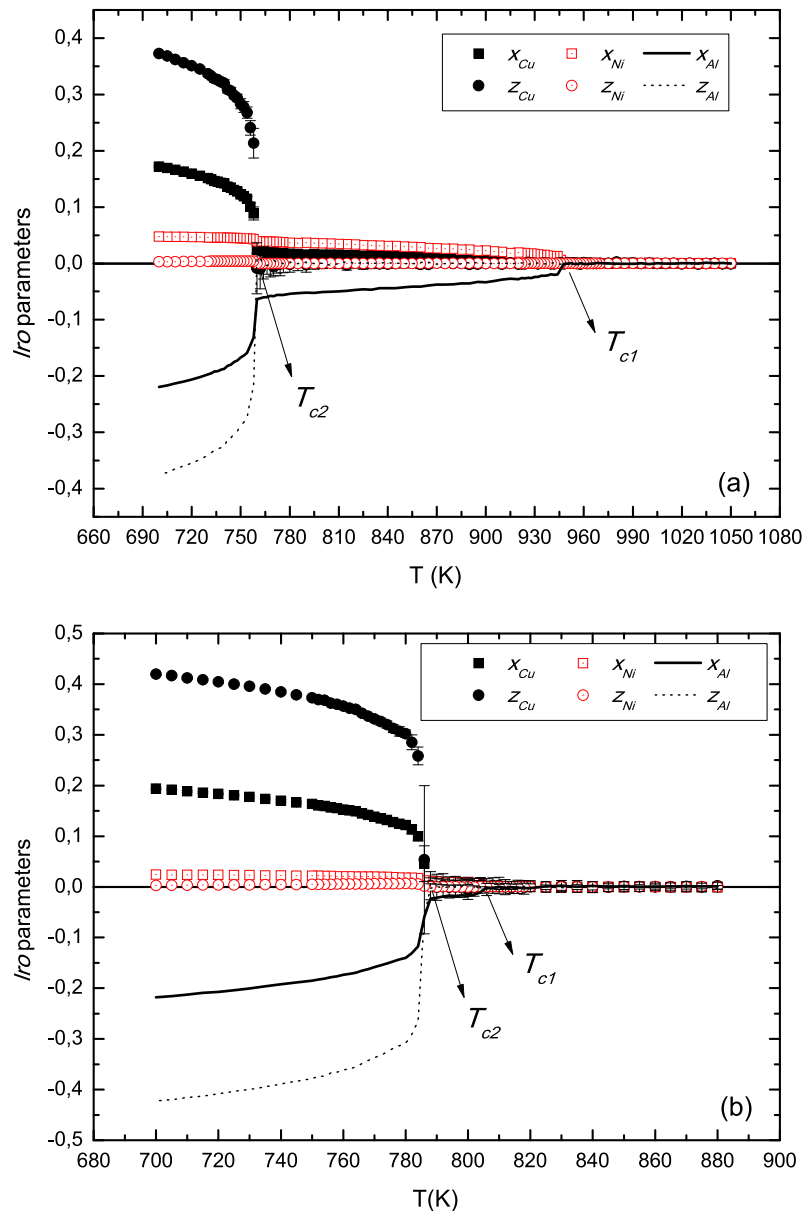 0,4
0,3
0,2
0,1
0,0
-0,1
-0,2
-0,3
-0,4
lro parameters
x_Cu x_Ni x_Al
z_Cu z_Ni z_Al
T_c1
T_c2
(a)
660 690 720 750 780 810 840 870 900 930 960 990 1020 1050 1080
T (K)
0,5
0,4
0,3
0,2
0,1
0,0
-0,1
-0,2
-0,3
-0,4
-0,5
lro parameters
x_Cu x_Ni x_Al
z_Cu z_Ni z_Al
T_c1
T_c2
(b)
680 700 720 740 760 780 800 820 840 860 880 900
T(K)